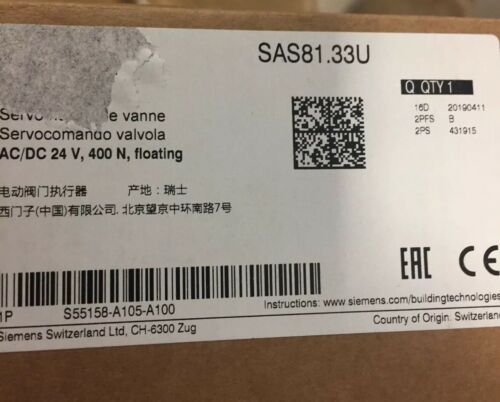 SAS81.33U
Q QTY 1
16D 20190411
2PFS B
2PS 431915
vanne
Servocomando valvola
AC/DC 24 V, 400 N, floating
电动阀门执行器 产地: 瑞士
西门子(中国)有限公司. 北京望京中环南路7号
EAC CE
1P S55158-A105-A100
Instructions: www.siemens.com/buildingtechnologies
Siemens Switzerland Ltd, CH-6300 Zug
Country of Origin: Switzerland